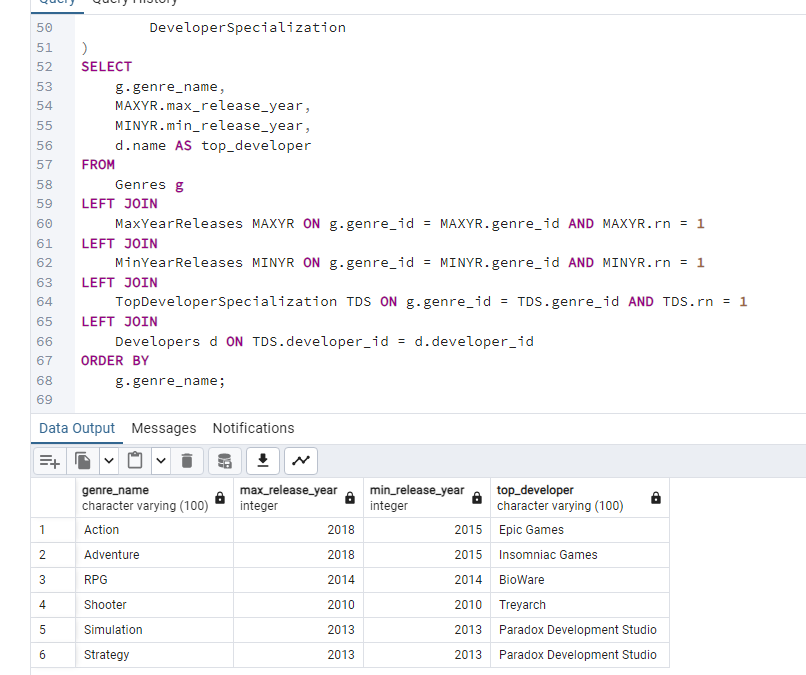 Query Query History
50 DeveloperSpecialization
51 )
52 SELECT
53 g.genre_name,
54 MAXYR.max_release_year,
55 MINYR.min_release_year,
56 d.name AS top_developer
57 FROM
58 Genres g
59 LEFT JOIN
60 MaxYearReleases MAXYR ON g.genre_id = MAXYR.genre_id AND MAXYR.rn = 1
61 LEFT JOIN
62 MinYearReleases MINYR ON g.genre_id = MINYR.genre_id AND MINYR.rn = 1
63 LEFT JOIN
64 TopDeveloperSpecialization TDS ON g.genre_id = TDS.genre_id AND TDS.rn = 1
65 LEFT JOIN
66 Developers d ON TDS.developer_id = d.developer_id
67 ORDER BY
68 g.genre_name;
69
Data Output Messages Notifications
genre_name max_release_year min_release_year top_developer
character varying (100) integer integer character varying (100)
1 Action 2018 2015 Epic Games
2 Adventure 2018 2015 Insomniac Games
3 RPG 2014 2014 BioWare
4 Shooter 2010 2010 Treyarch
5 Simulation 2013 2013 Paradox Development Studio
6 Strategy 2013 2013 Paradox Development Studio